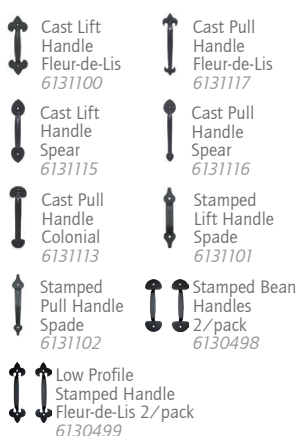 Cast Lift
Handle
Fleur-de-Lis
6131100
Cast Pull
Handle
Fleur-de-Lis
6131117
Cast Lift
Handle
Spear
6131115
Cast Pull
Handle
Spear
6131116
Cast Pull
Handle
Colonial
6131113
Stamped
Lift Handle
Spade
6131101
Stamped
Pull Handle
Spade
6131102
Stamped Bean
Handles
2/pack
6130498
Low Profile
Stamped Handle
Fleur-de-Lis 2/pack
6130499